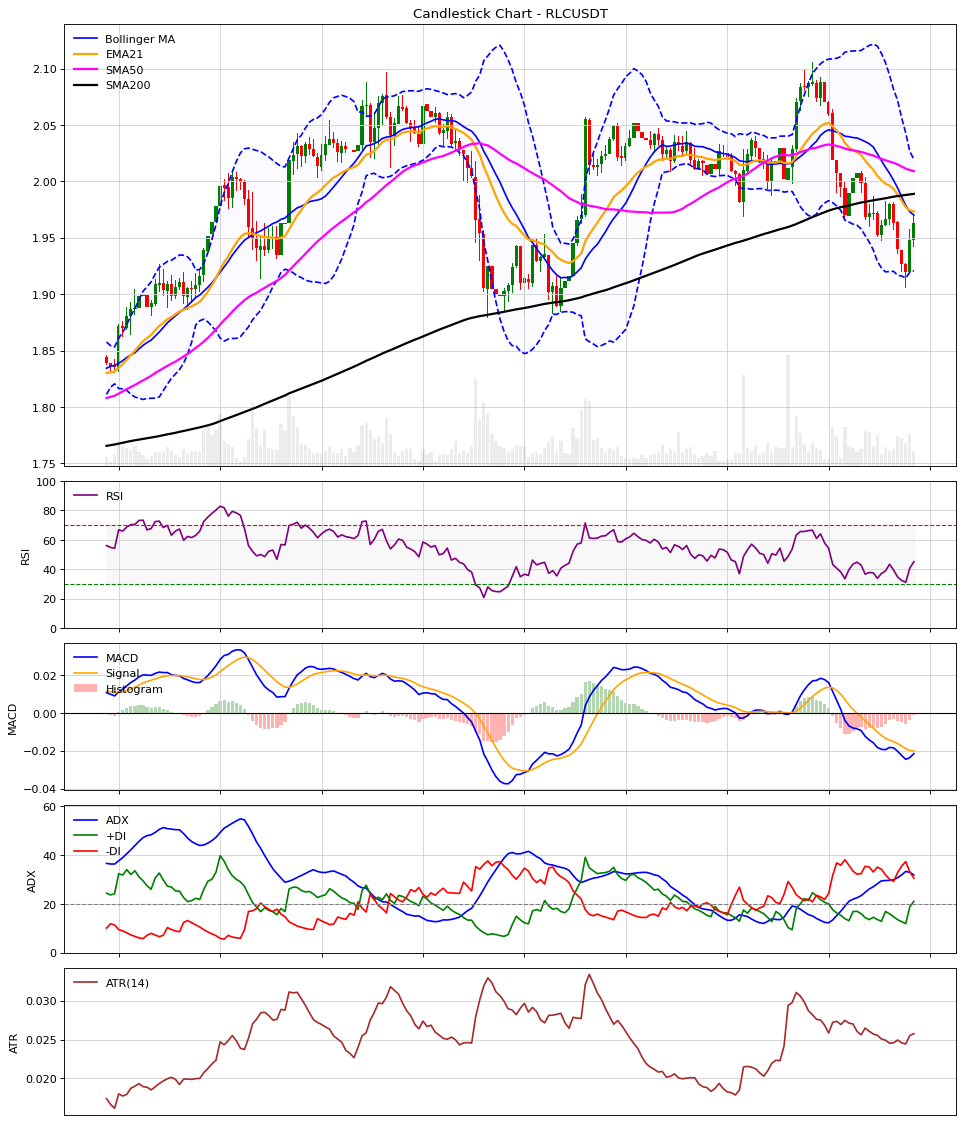 Candlestick Chart - RLCUSDT
Bollinger MA
EMA21
SMA50
SMA200
2.10
2.05
2.00
1.95
1.90
1.85
1.80
1.75
RSI
RSI
100
80
60
40
20
0
MACD
Signal
Histogram
MACD
0.02
0.00
−0.02
−0.04
ADX
+DI
-DI
ADX
60
40
20
0
ATR(14)
ATR
0.030
0.025
0.020